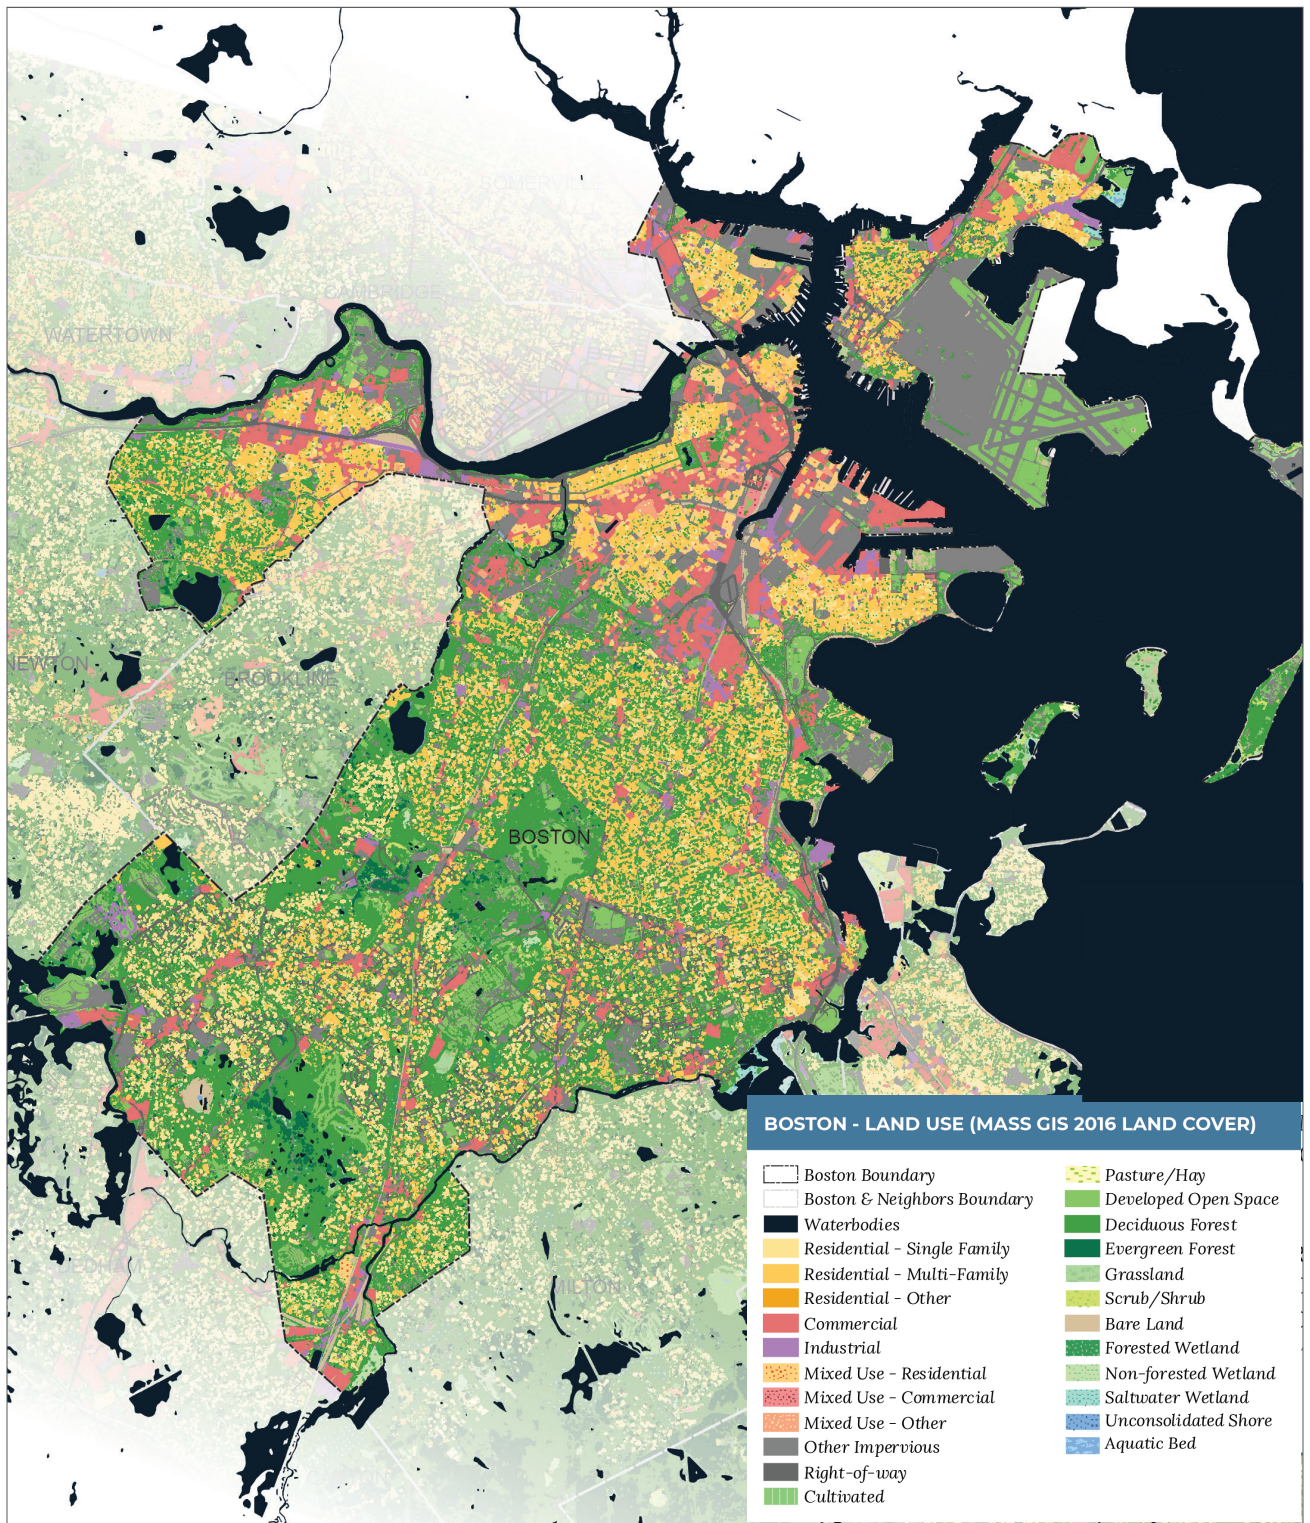 SOMERVILLE
CAMBRIDGE
WATERTOWN
NEWTON
BROOKLINE
BOSTON
MILTON
BOSTON - LAND USE (MASS GIS 2016 LAND COVER)
Boston Boundary
Boston & Neighbors Boundary
Waterbodies
Residential - Single Family
Residential - Multi-Family
Residential - Other
Commercial
Industrial
Mixed Use - Residential
Mixed Use - Commercial
Mixed Use - Other
Other Impervious
Right-of-way
Cultivated
Pasture/Hay
Developed Open Space
Deciduous Forest
Evergreen Forest
Grassland
Scrub/Shrub
Bare Land
Forested Wetland
Non-forested Wetland
Saltwater Wetland
Unconsolidated Shore
Aquatic Bed